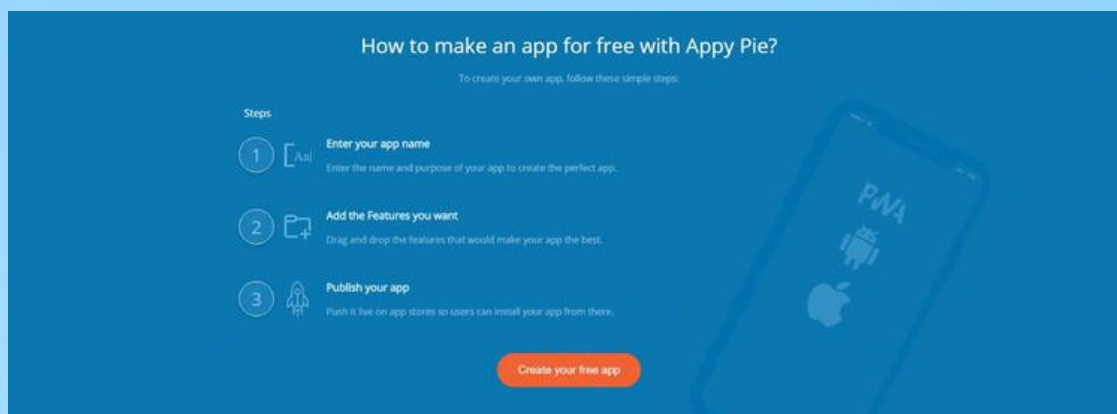 How to make an app for free with Appy Pie?
To create your own app, follow these simple steps:
Steps
1
Aa
Enter your app name
Enter the name and purpose of your app to create the perfect app.
2
Add the Features you want
Drag and drop the features that would make your app the best.
3
Publish your app
Push it live on app stores so users can install your app from there.
PWA
Create your free app